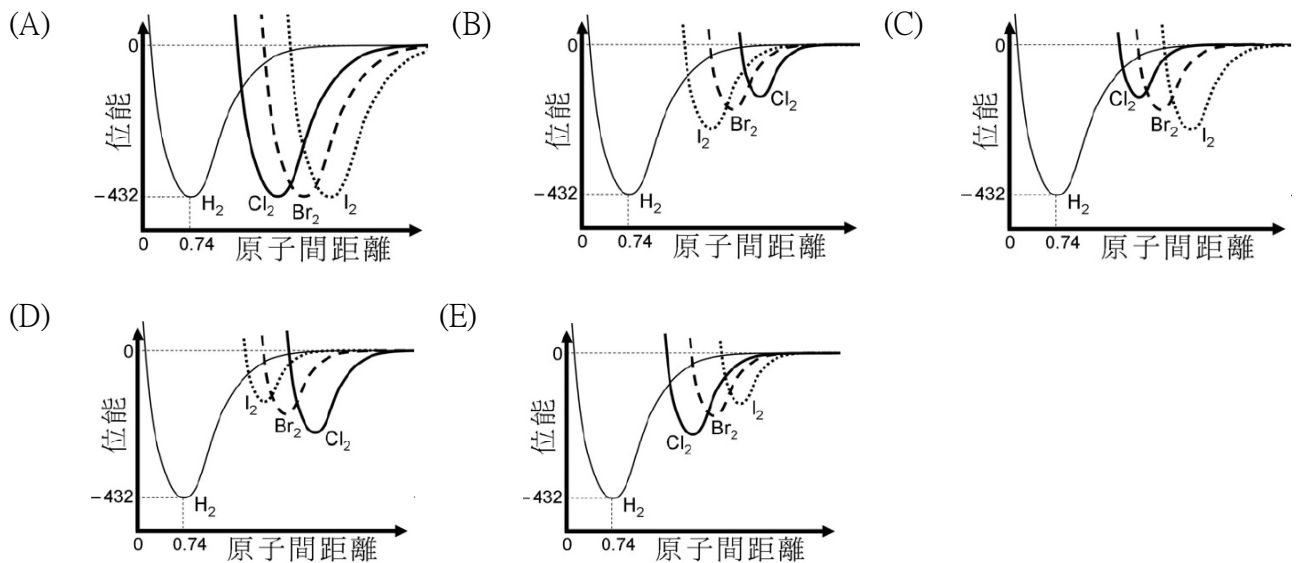 (A)
0
位能
−432
H₂
Cl₂
Br₂
I₂
0
0.74
原子間距離
(B)
0
位能
−432
H₂
I₂
Br₂
Cl₂
0
0.74
原子間距離
(C)
0
位能
−432
H₂
Cl₂
Br₂
I₂
0
0.74
原子間距離
(D)
0
位能
−432
H₂
I₂
Br₂
Cl₂
0
0.74
原子間距離
(E)
0
位能
−432
H₂
Cl₂
Br₂
I₂
0
0.74
原子間距離